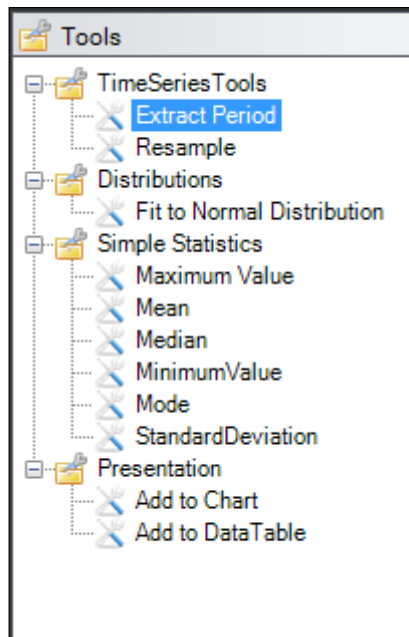 Tools
TimeSeriesTools
Extract Period
Resample
Distributions
Fit to Normal Distribution
Simple Statistics
Maximum Value
Mean
Median
MinimumValue
Mode
StandardDeviation
Presentation
Add to Chart
Add to DataTable